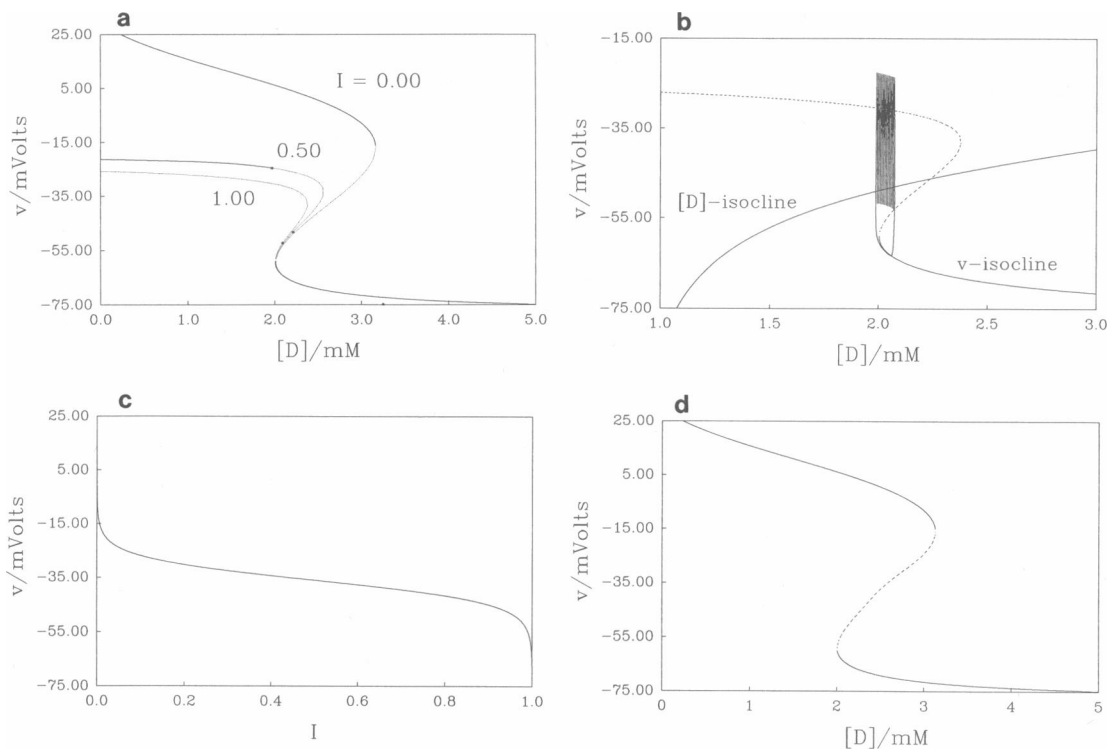 a
25.00
5.00
-15.00
-35.00
-55.00
-75.00
v/mVolts
I = 0.00
0.50
1.00
0.0 1.0 2.0 3.0 4.0 5.0
[D]/mM
b
-15.00
-35.00
-55.00
-75.00
v/mVolts
[D]-isocline
v-isocline
1.0 1.5 2.0 2.5 3.0
[D]/mM
c
25.00
5.00
-15.00
-35.00
-55.00
-75.00
v/mVolts
0.0 0.2 0.4 0.6 0.8 1.0
I
d
25.00
5.00
-15.00
-35.00
-55.00
-75.00
v/mVolts
0 1 2 3 4 5
[D]/mM